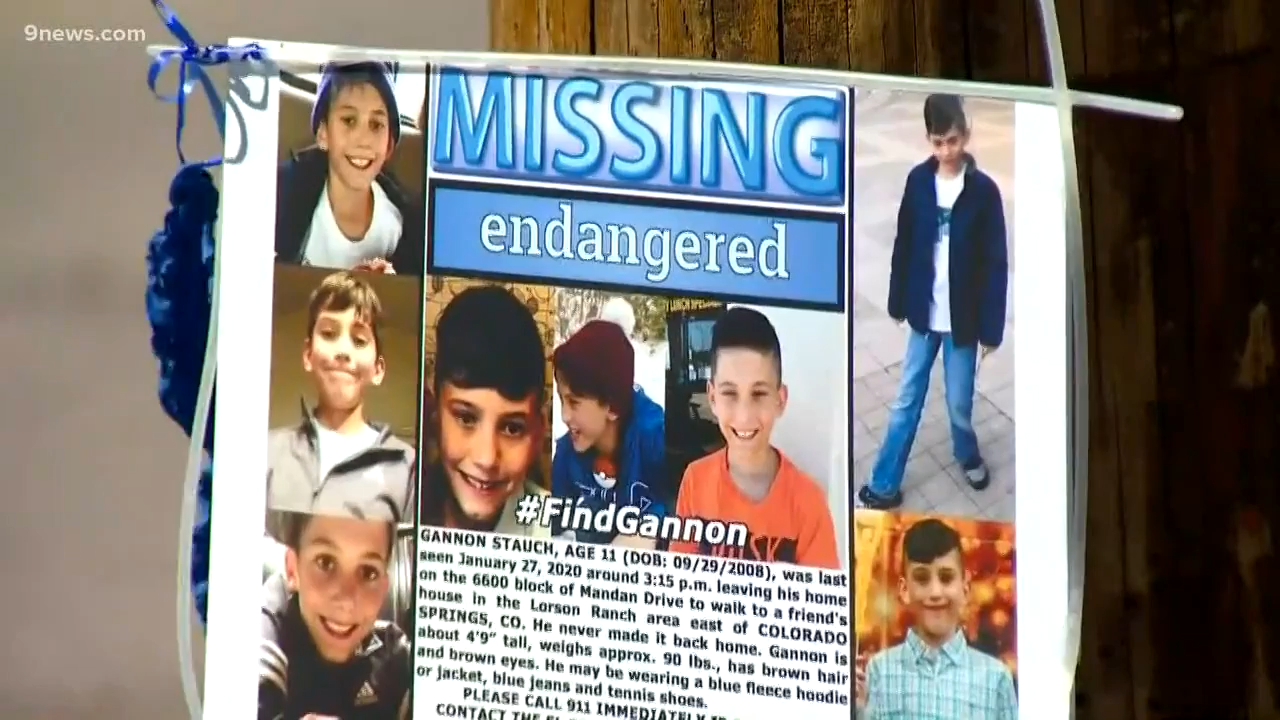 9news.com
MISSING
endangered
#FindGannon
GANNON STAUCH, AGE 11 (DOB: 09/29/2008), was last
seen January 27, 2020 around 3:15 p.m. leaving his home
on the 6600 block of Mandan Drive to walk to a friend's
house in the Lorson Ranch area east of COLORADO
SPRINGS, CO. He never made it back home. Gannon is
about 4'9" tall, weighs approx. 90 lbs., has brown hair
and brown eyes. He may be wearing a blue fleece hoodie
or jacket, blue jeans and tennis shoes.
PLEASE CALL 911 IMMEDIATELY
CONTACT THE